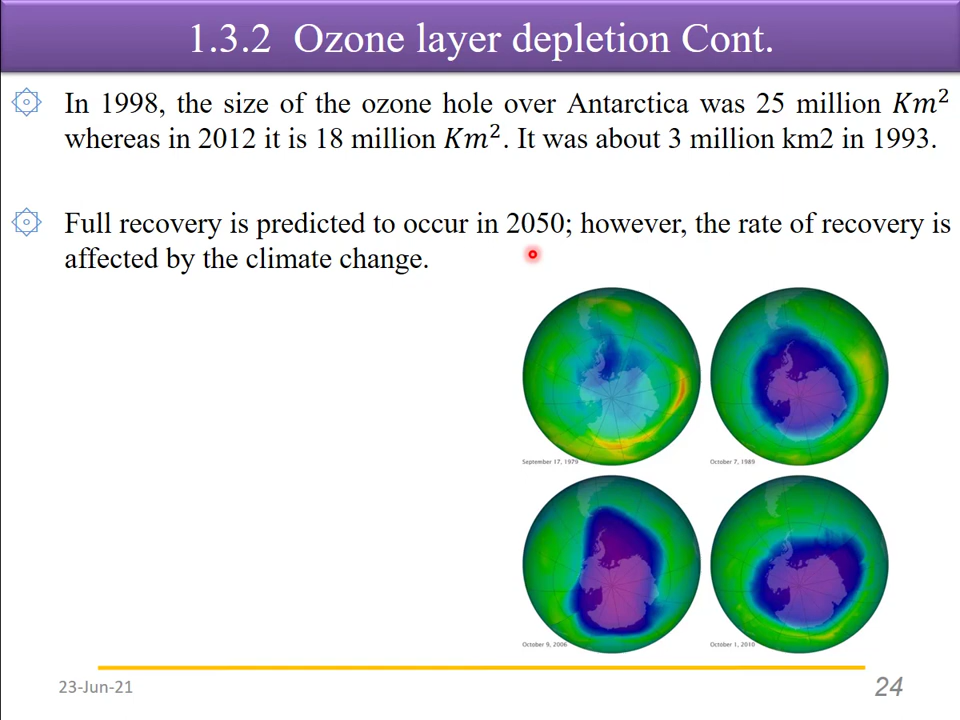 1.3.2 Ozone layer depletion Cont.
In 1998, the size of the ozone hole over Antarctica was 25 million Km²
whereas in 2012 it is 18 million Km². It was about 3 million km2 in 1993.
Full recovery is predicted to occur in 2050; however, the rate of recovery is
affected by the climate change.
September 17, 1979
October 7, 1989
October 9, 2006
October 1, 2010
23-Jun-21
24